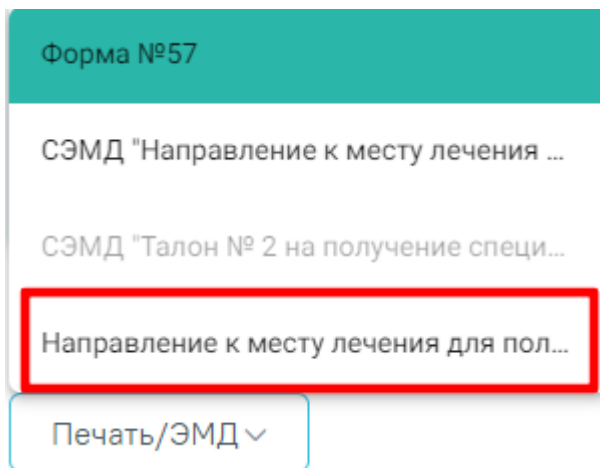 Форма №57
СЭМД "Направление к месту лечения ...
СЭМД "Талон № 2 на получение специ...
Направление к месту лечения для пол...
Печать/ЭМД